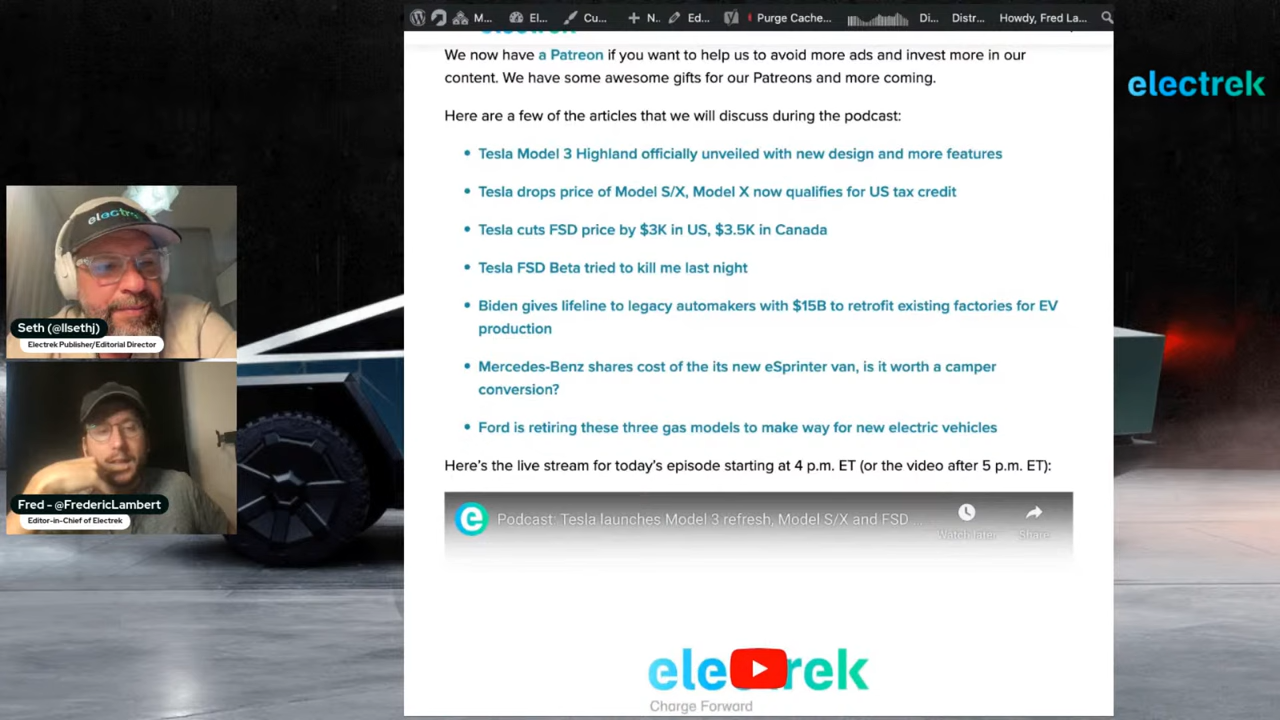 M... El... Cu... N... Ed... Purge Cache... Di... Distr... Howdy, Fred La...
electrek
We now have a Patreon if you want to help us to avoid more ads and invest more in our
content. We have some awesome gifts for our Patreons and more coming.
Here are a few of the articles that we will discuss during the podcast:
• Tesla Model 3 Highland officially unveiled with new design and more features
• Tesla drops price of Model S/X, Model X now qualifies for US tax credit
• Tesla cuts FSD price by $3K in US, $3.5K in Canada
• Tesla FSD Beta tried to kill me last night
• Biden gives lifeline to legacy automakers with $15B to retrofit existing factories for EV
production
• Mercedes-Benz shares cost of the its new eSprinter van, is it worth a camper
conversion?
• Ford is retiring these three gas models to make way for new electric vehicles
Here's the live stream for today's episode starting at 4 p.m. ET (or the video after 5 p.m. ET):
Podcast: Tesla launches Model 3 refresh, Model S/X and FSD ...
Watch later Share
Charge Forward
electrek
Seth (@llsethj)
Electrek Publisher/Editorial Director
Fred - @FredericLambert
Editor-in-Chief of Electrek